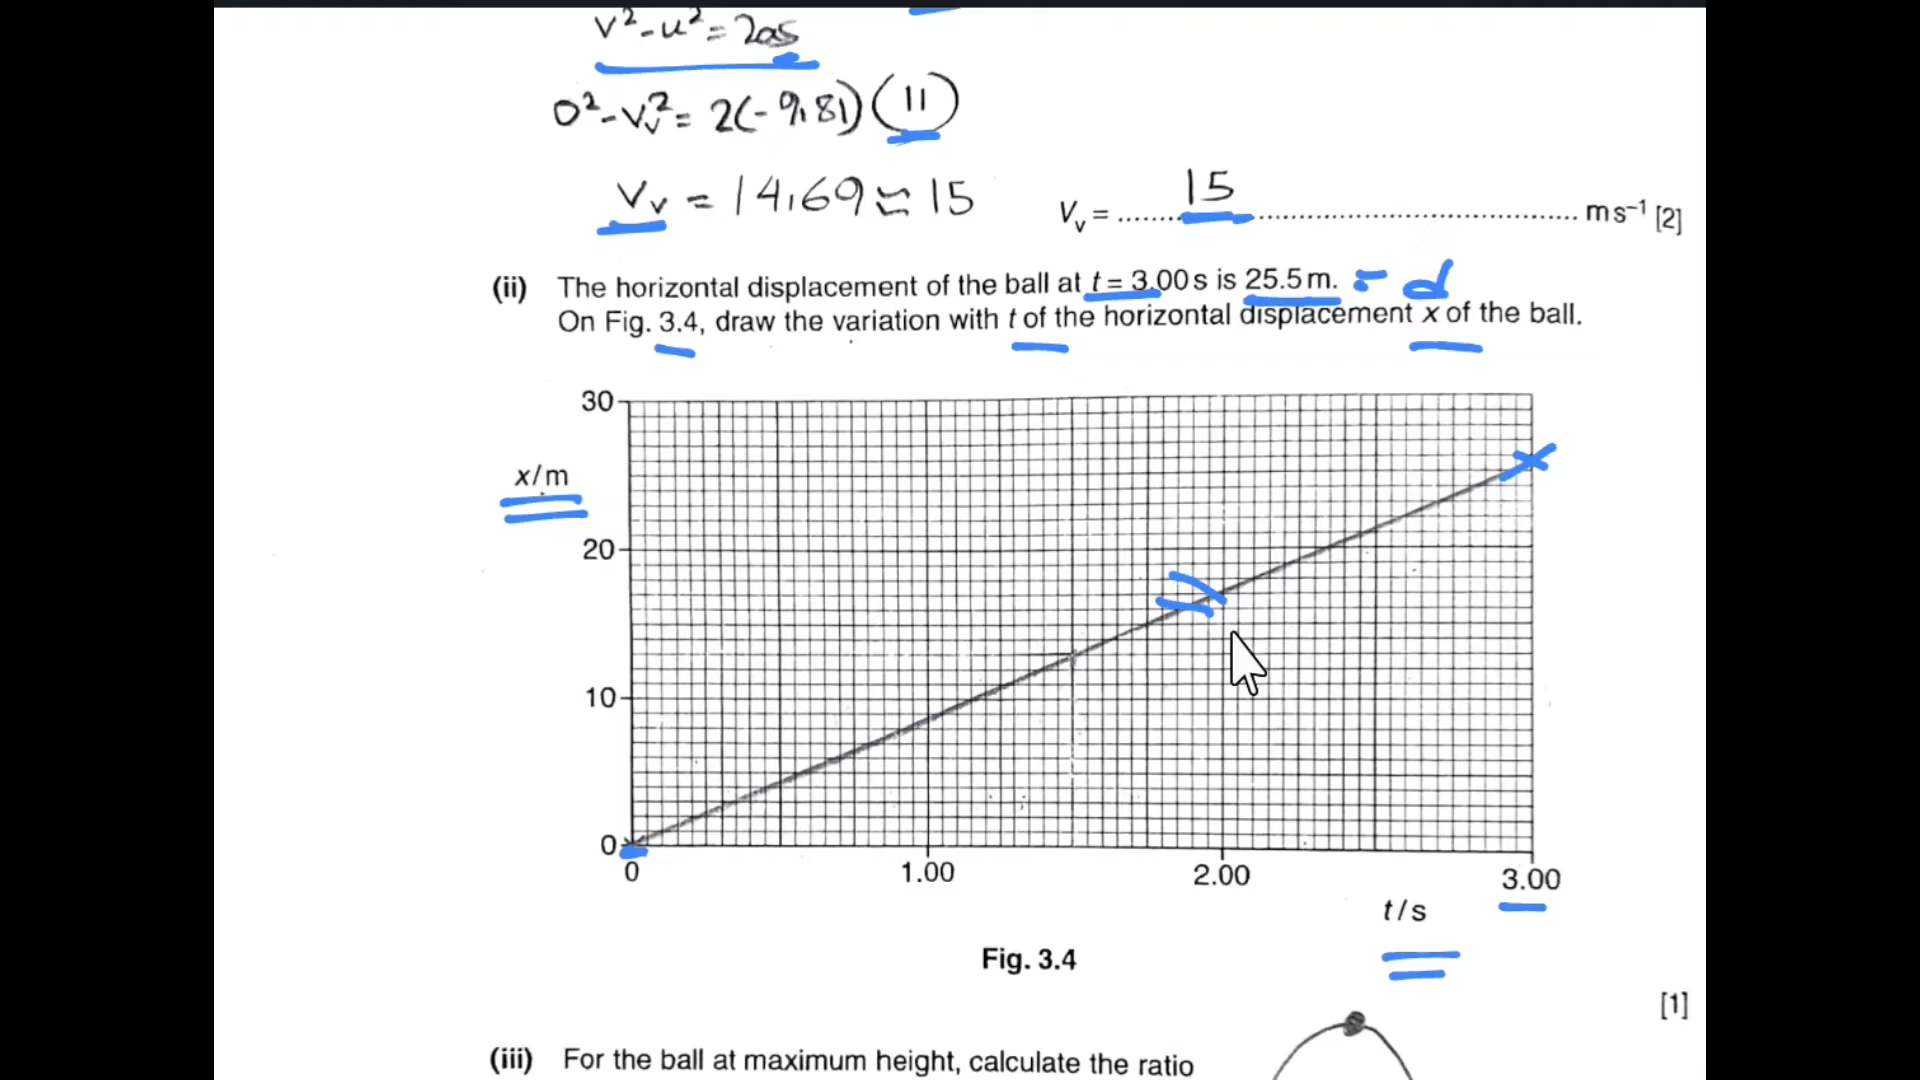 v²-u²=2as
0²-Vv²= 2(-9.81)(11)
Vv = 14.69≈15
Vv = ........15........ ms⁻¹ [2]
(ii) The horizontal displacement of the ball at t = 3.00 s is 25.5 m. = d
On Fig. 3.4, draw the variation with t of the horizontal displacement x of the ball.
30
x/m
20
10
0
0 1.00 2.00 3.00
t/s
Fig. 3.4
[1]
(iii) For the ball at maximum height, calculate the ratio